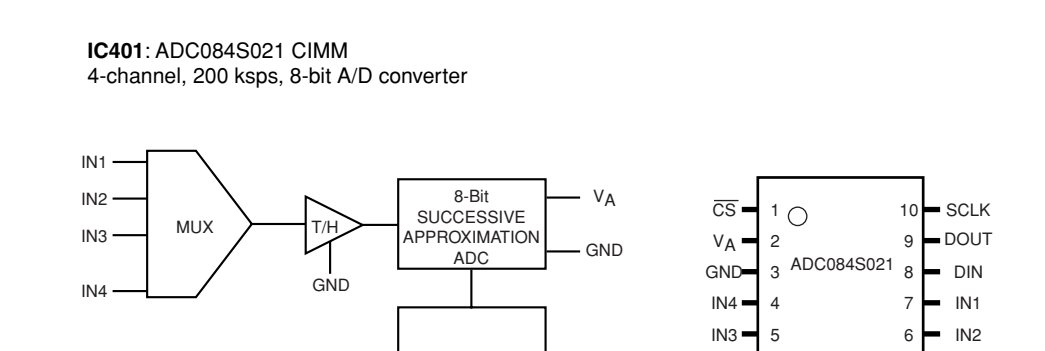 IC401: ADC084S021 CIMM
4-channel, 200 ksps, 8-bit A/D converter
IN1
IN2
IN3
IN4
MUX
T/H
GND
8-Bit
SUCCESSIVE
APPROXIMATION
ADC
VA
GND
CS 1 10 SCLK
VA 2 9 DOUT
GND 3 ADC084S021 8 DIN
IN4 4 7 IN1
IN3 5 6 IN2